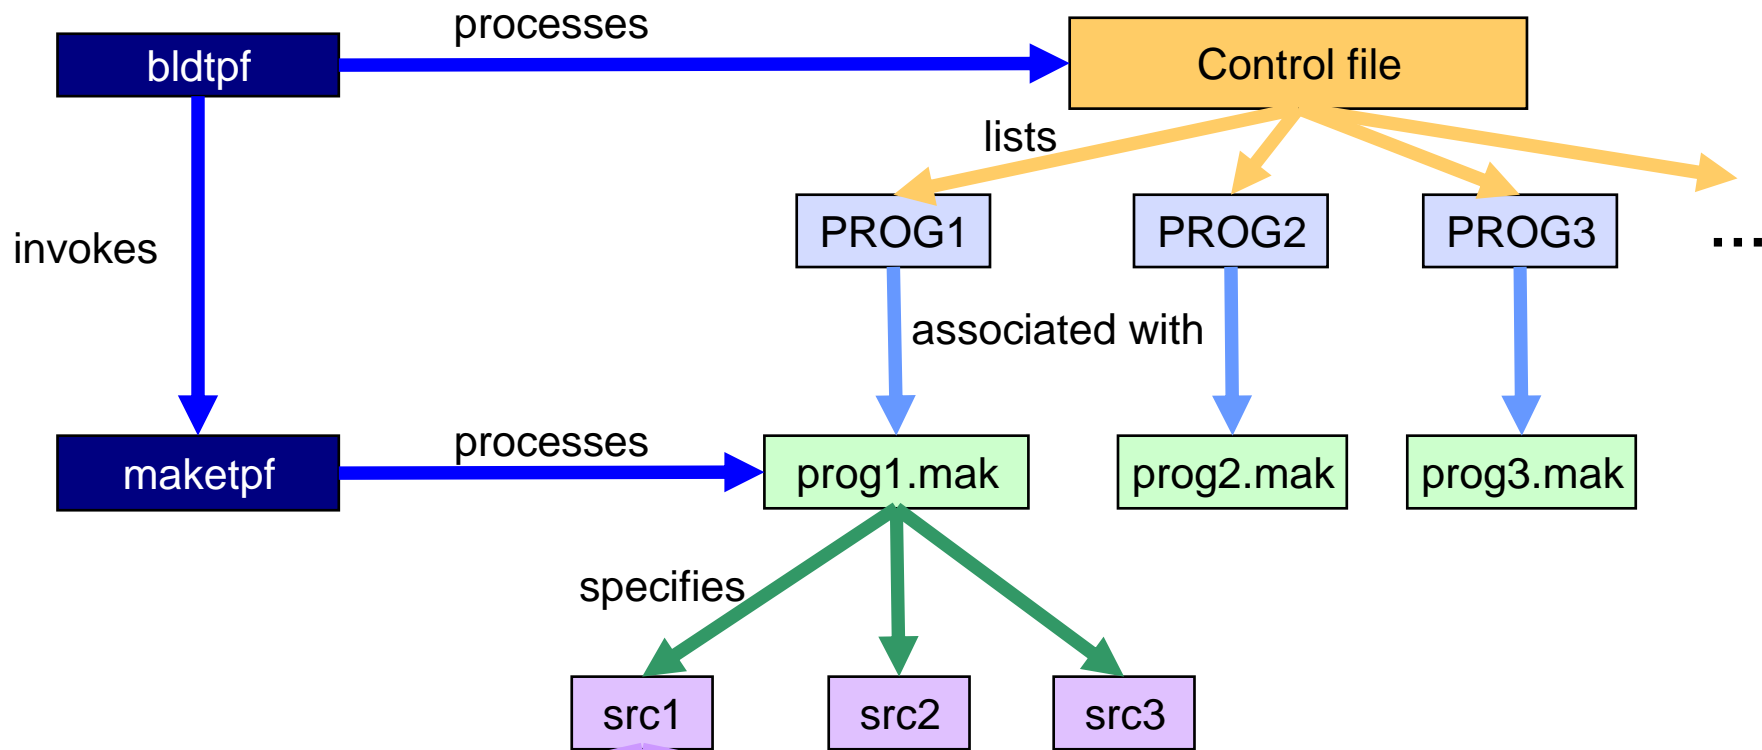 processes
bldtpf
Control file
lists
PROG1
PROG2
PROG3
...
invokes
associated with
processes
maketpf
prog1.mak
prog2.mak
prog3.mak
specifies
src1
src2
src3